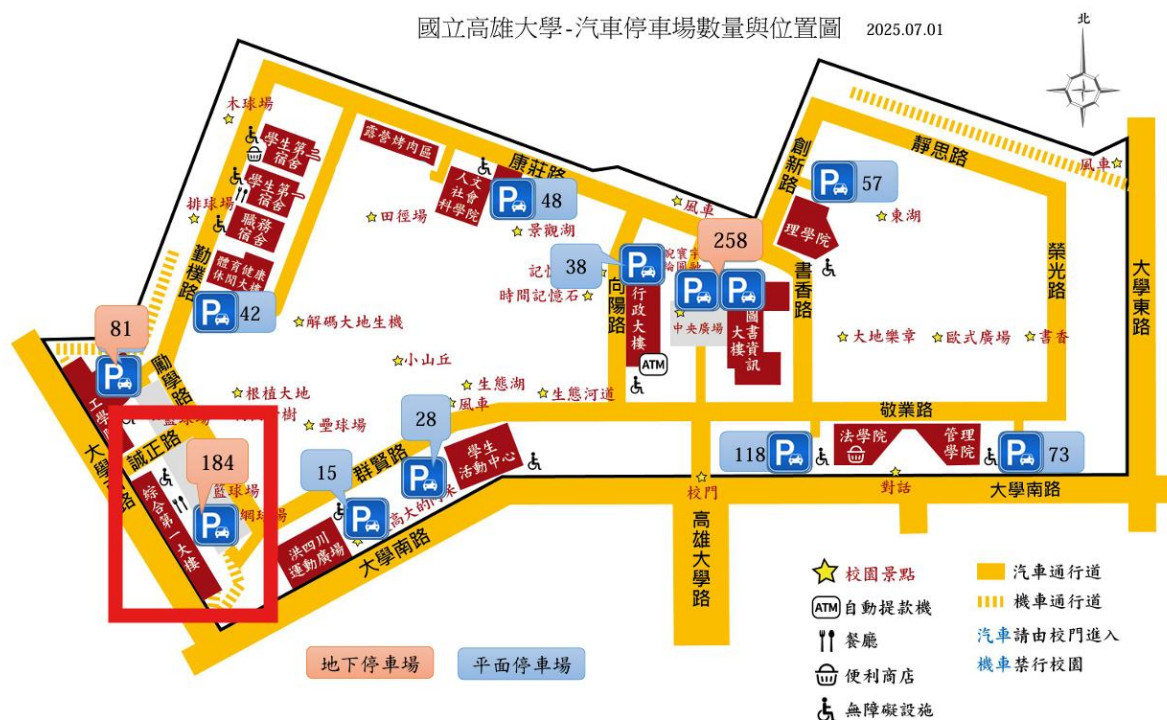 國立高雄大學-汽車停車場數量與位置圖 2025.07.01
北
木球場
學生第二
宿舍
學生第一
宿舍
排球場
職務
宿舍
體育健康
休閒大樓
勤樸路
42
露營烤肉區
人文
社會
科學院
康莊路
48
田徑場
景觀湖
時間記憶石
38
向陽路
行政大樓
ATM
風車
258
中央廣場
圖書資訊
大樓
書香路
創新路
57
理學院
東湖
靜思路
風車
榮光路
大學東路
大地樂章
歐式廣場
書香
解碼大地生機
小山丘
生態湖
風車
生態河道
根植大地
壘球場
81
勵學路
誠正路
184
籃球場
網球場
綜合第一大樓
15
群賢路
28
學生
活動中心
洪四川
運動廣場
大學南路
敬業路
118
法學院
管理
學院
73
校門
對話
大學南路
高雄大學路
地下停車場
平面停車場
校園景點
ATM 自動提款機
餐廳
便利商店
無障礙設施
汽車通行道
機車通行道
汽車請由校門進入
機車禁行校園